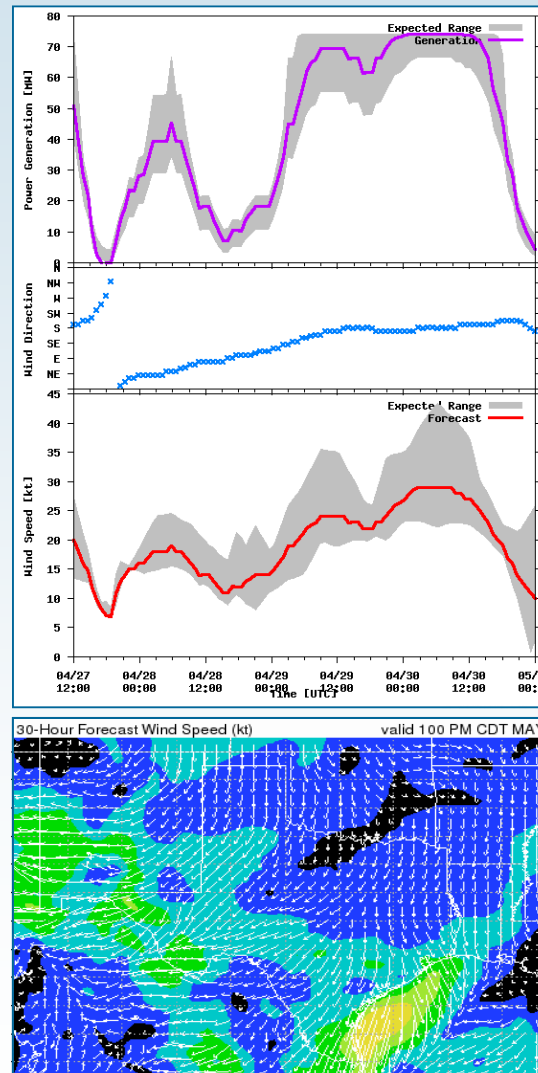 80
70
60
50
40
30
20
10
0
Power Generation [MW]
Expected Range
Generation
N
NW
W
SW
S
SE
E
NE
Wind Direction
45
40
35
30
25
20
15
10
5
0
Wind Speed [kt]
Expected Range
Forecast
04/27 04/28 04/28 04/29 04/29 04/30 04/30 05/
12:00 00:00 12:00 00:00 12:00 00:00 12:00 00:
Time [UTC]
30-Hour Forecast Wind Speed (kt) valid 100 PM CDT MAY